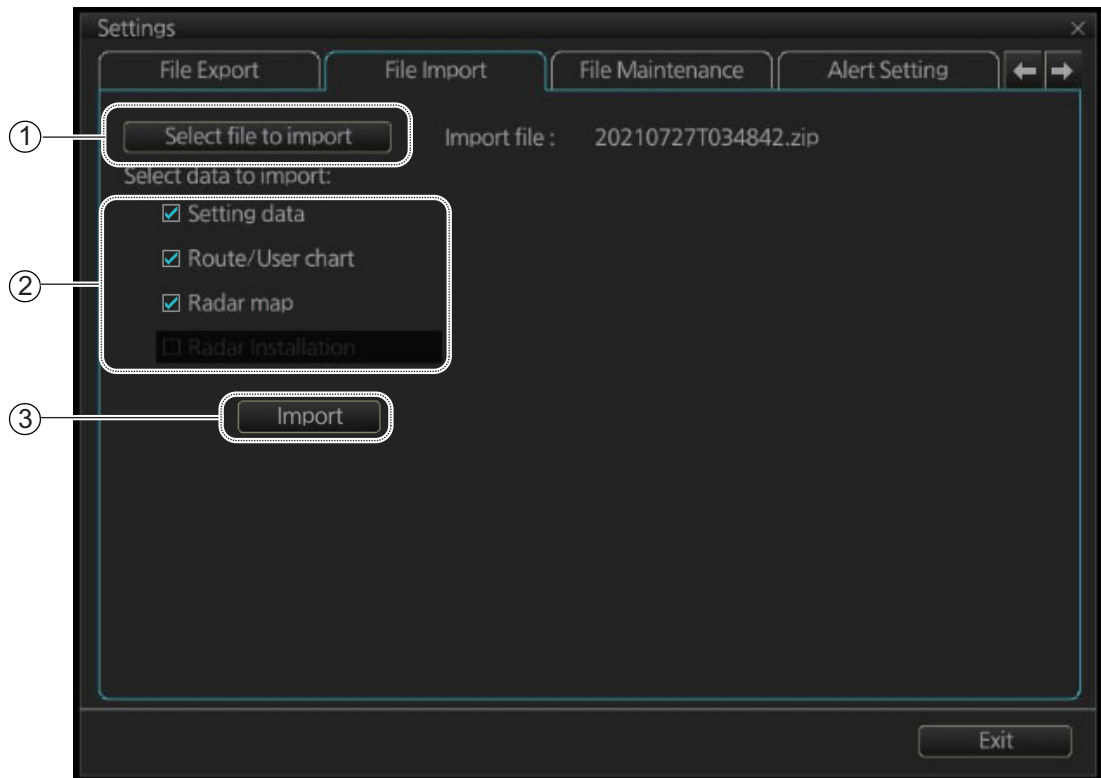 Settings
File Export File Import File Maintenance Alert Setting
① Select file to import Import file : 20210727T034842.zip
Select data to import:
Setting data
② Route/User chart
Radar map
Radar Installation
③ Import
Exit